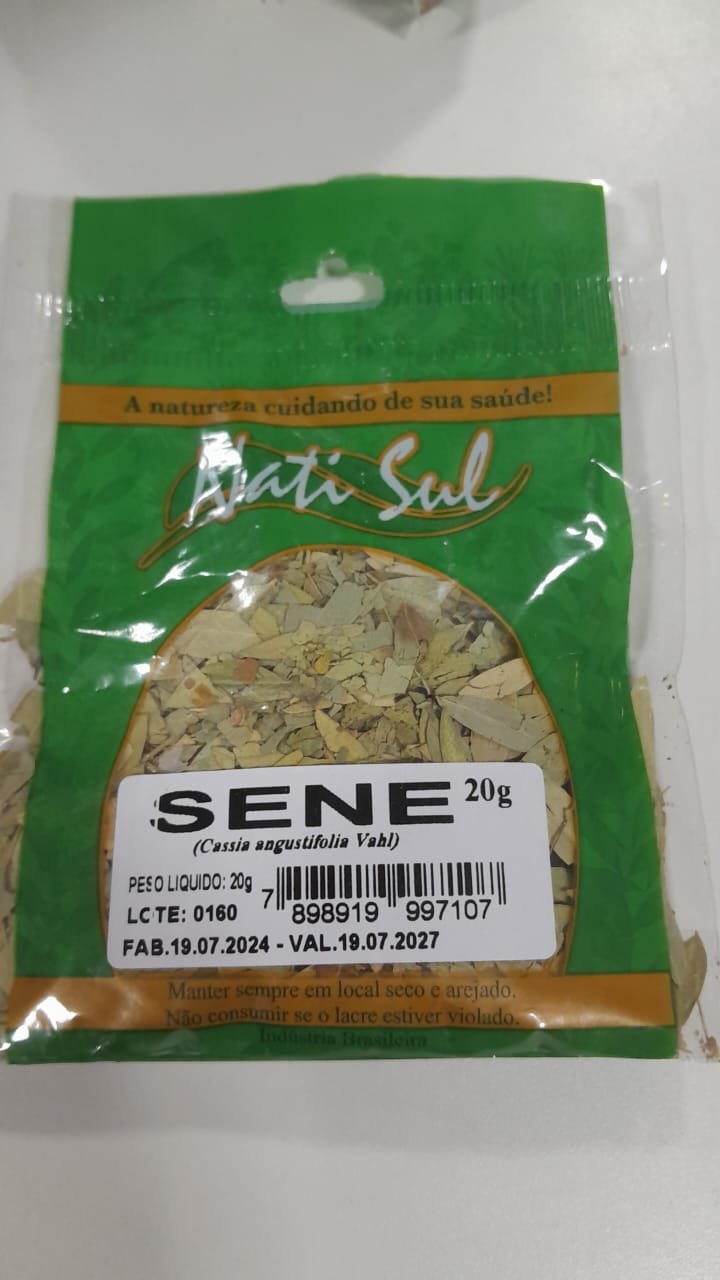 A natureza cuidando de sua saúde!
Nati Sul
SENE 20g
(Cassia angustifolia Vahl)
PESO LIQUIDO: 20g
LOTE: 0160
7 898919 997107
FAB.19.07.2024 - VAL.19.07.2027
Manter sempre em local seco e arejado.
Não consumir se o lacre estiver violado.
Indústria Brasileira